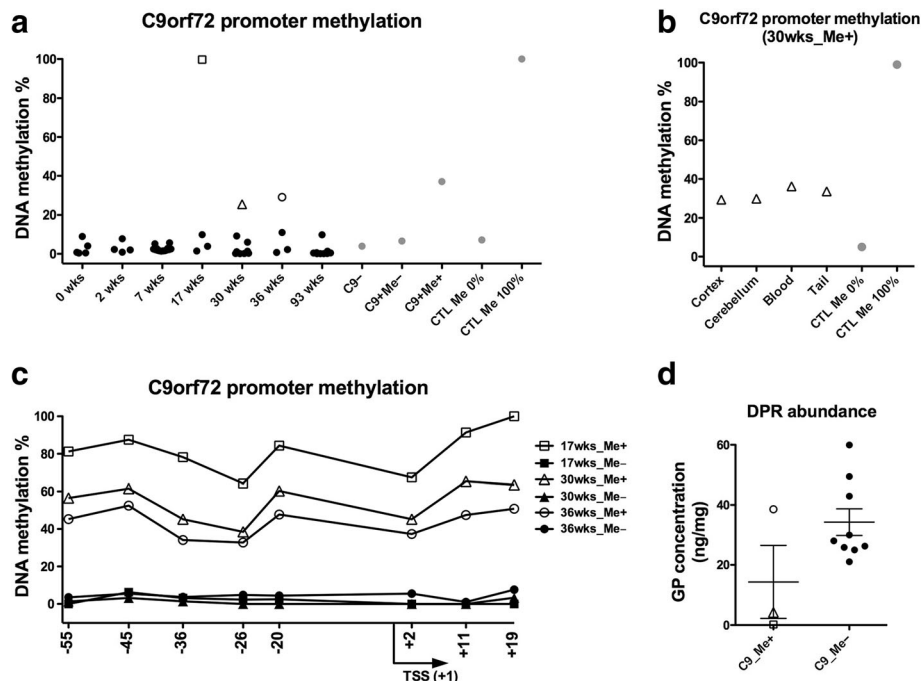 a
C9orf72 promoter methylation
DNA methylation %
100
80
60
40
20
0
0 wks
2 wks
7 wks
17 wks
30 wks
36 wks
93 wks
C9–
C9+Me–
C9+Me+
CTL Me 0%
CTL Me 100%
b
C9orf72 promoter methylation
(30wks_Me+)
DNA methylation %
100
80
60
40
20
0
Cortex
Cerebellum
Blood
Tail
CTL Me 0%
CTL Me 100%
c
C9orf72 promoter methylation
DNA methylation %
100
80
60
40
20
0
-55
-45
-36
-26
-20
+2
+11
+19
TSS (+1)
17wks_Me+
17wks_Me–
30wks_Me+
30wks_Me–
36wks_Me+
36wks_Me–
d
DPR abundance
GP concentration
(ng/mg)
60
40
20
0
C9_Me+
C9_Me–